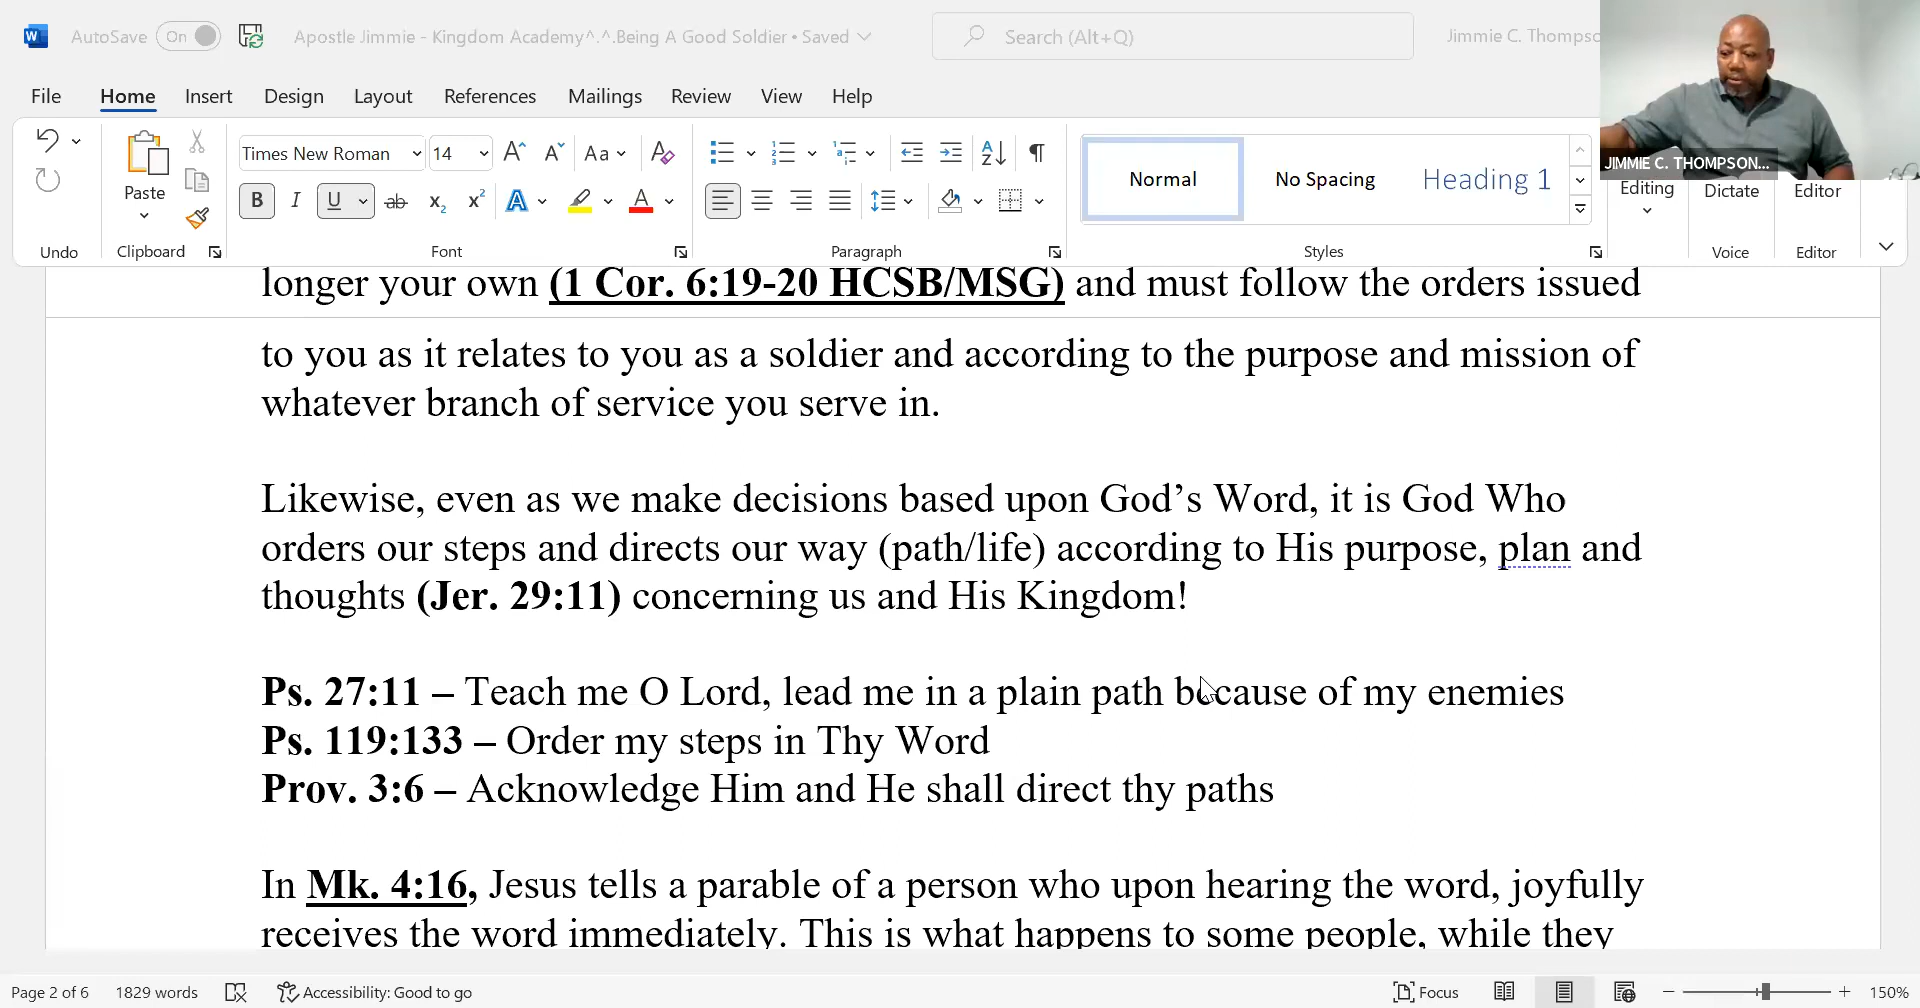 AutoSave On Apostle Jimmie - Kingdom Academy^.^.Being A Good Soldier • Saved Search (Alt+Q) Jimmie C. Thompso
File Home Insert Design Layout References Mailings Review View Help
JIMMIE C. THOMPSON...
Times New Roman 14 Aa
Paste
B I U ab x2 x2 A A
Normal No Spacing Heading 1
Editing Dictate Editor
Undo Clipboard Font Paragraph Styles Voice Editor
longer your own (1 Cor. 6:19-20 HCSB/MSG) and must follow the orders issued
to you as it relates to you as a soldier and according to the purpose and mission of
whatever branch of service you serve in.
Likewise, even as we make decisions based upon God’s Word, it is God Who
orders our steps and directs our way (path/life) according to His purpose, plan and
thoughts (Jer. 29:11) concerning us and His Kingdom!
Ps. 27:11 – Teach me O Lord, lead me in a plain path because of my enemies
Ps. 119:133 – Order my steps in Thy Word
Prov. 3:6 – Acknowledge Him and He shall direct thy paths
In Mk. 4:16, Jesus tells a parable of a person who upon hearing the word, joyfully
receives the word immediately. This is what happens to some people, while they
Page 2 of 6 1829 words Accessibility: Good to go Focus 150%